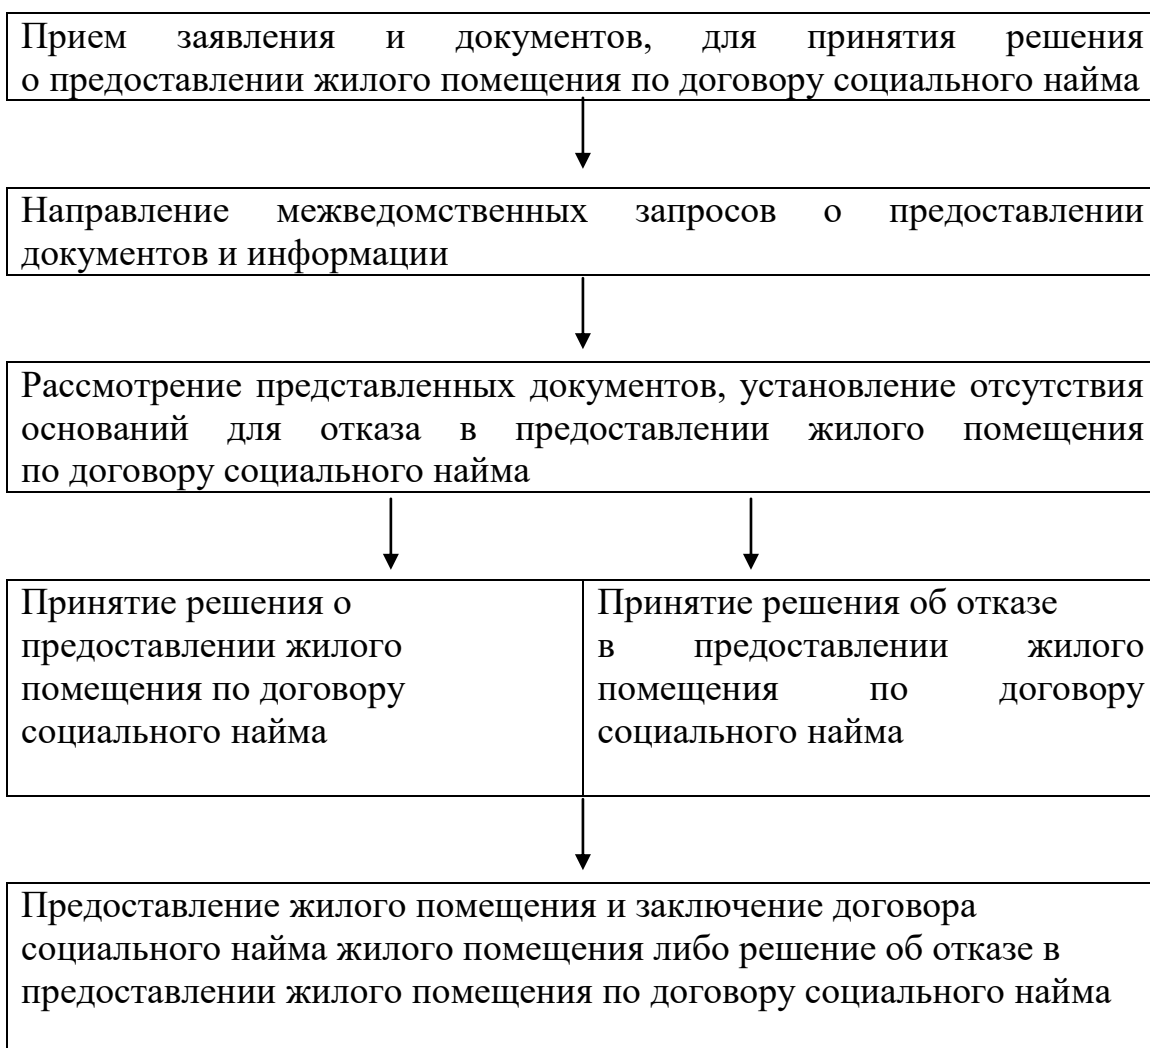 Прием заявления и документов, для принятия решения
о предоставлении жилого помещения по договору социального найма
Направление межведомственных запросов о предоставлении
документов и информации
Рассмотрение представленных документов, установление отсутствия
оснований для отказа в предоставлении жилого помещения
по договору социального найма
Принятие решения о
предоставлении жилого
помещения по договору
социального найма
Принятие решения об отказе
в предоставлении жилого
помещения по договору
социального найма
Предоставление жилого помещения и заключение договора
социального найма жилого помещения либо решение об отказе в
предоставлении жилого помещения по договору социального найма